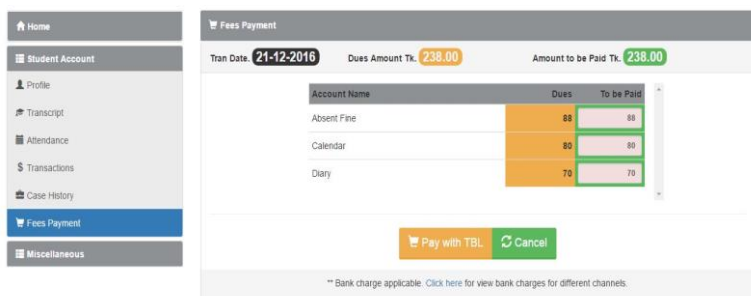 Home
Student Account
Profile
Transcript
Attendance
Transactions
Case History
Fees Payment
Miscellaneous
Fees Payment
Tran Date. 21-12-2016 Dues Amount Tk. 238.00 Amount to be Paid Tk. 238.00
Account Name Dues To be Paid
Absent Fine 88 88
Calendar 80 80
Diary 70 70
Pay with TBL Cancel
** Bank charge applicable. Click here for view bank charges for different channels.